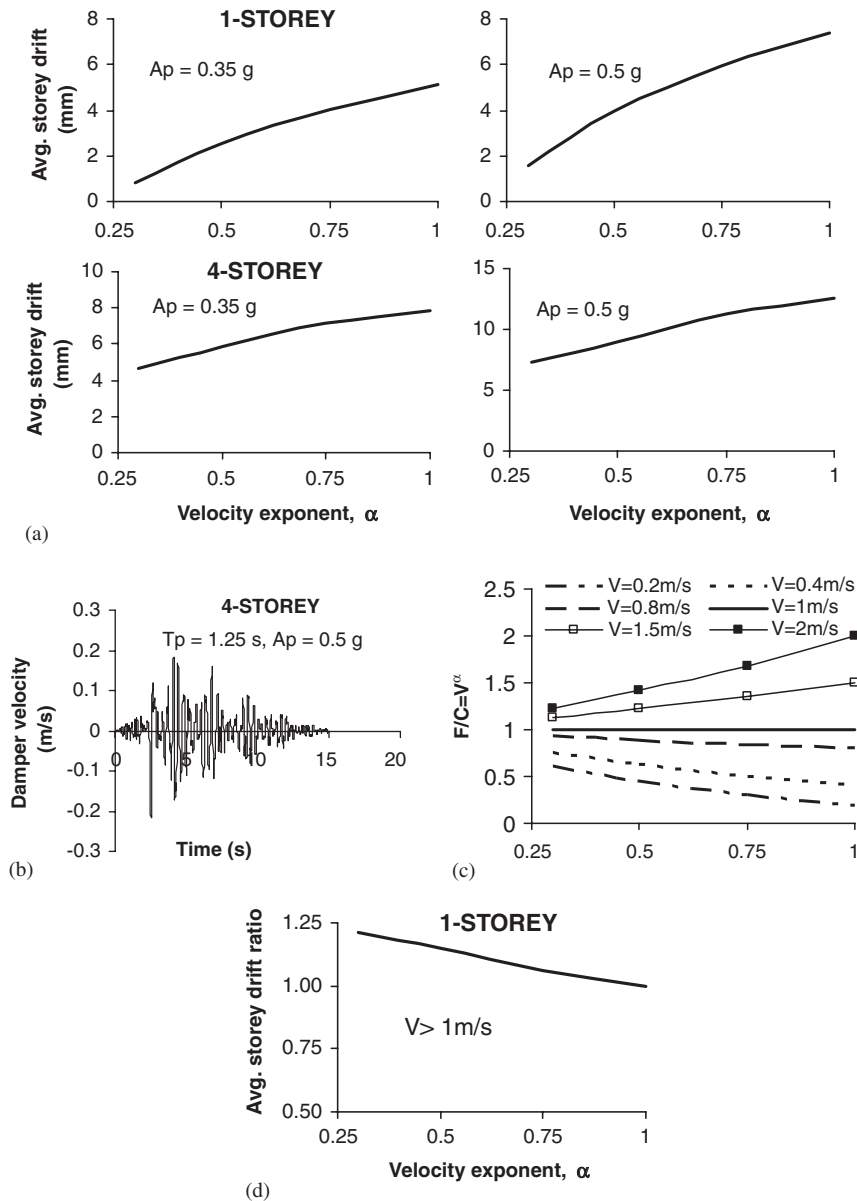 1-STOREY
Avg. storey drift
(mm)
8
6
4
2
0
Ap = 0.35 g
0.25
0.5
0.75
1
8
6
4
2
0
Ap = 0.5 g
0.25
0.5
0.75
1
4-STOREY
Avg. storey drift
(mm)
10
8
6
4
2
0
Ap = 0.35 g
0.25
0.5
0.75
1
Velocity exponent, α
15
10
5
0
Ap = 0.5 g
0.25
0.5
0.75
1
Velocity exponent, α
(a)
4-STOREY
Tp = 1.25 s, Ap = 0.5 g
Damper velocity
(m/s)
0.3
0.2
0.1
0
-0.1
-0.2
-0.3
0
5
10
15
20
Time (s)
(b)
V=0.2m/s
V=0.4m/s
V=0.8m/s
V=1m/s
V=1.5m/s
V=2m/s
F/C=Vᵅ
2.5
2
1.5
1
0.5
0
0.25
0.5
0.75
1
(c)
1-STOREY
Avg. storey drift ratio
1.25
1.00
0.75
0.50
V> 1m/s
0.25
0.5
0.75
1
Velocity exponent, α
(d)